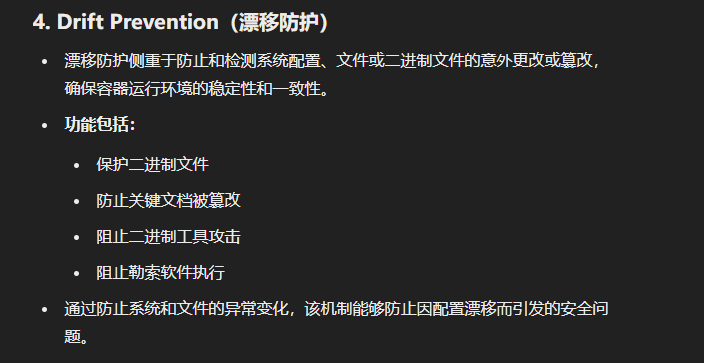 4. Drift Prevention（漂移防护）
• 漂移防护侧重于防止和检测系统配置、文件或二进制文件的意外更改或篡改，
确保容器运行环境的稳定性和一致性。
• 功能包括：
• 保护二进制文件
• 防止关键文档被篡改
• 阻止二进制工具攻击
• 阻止勒索软件执行
• 通过防止系统和文件的异常变化，该机制能够防止因配置漂移而引发的安全问
题。